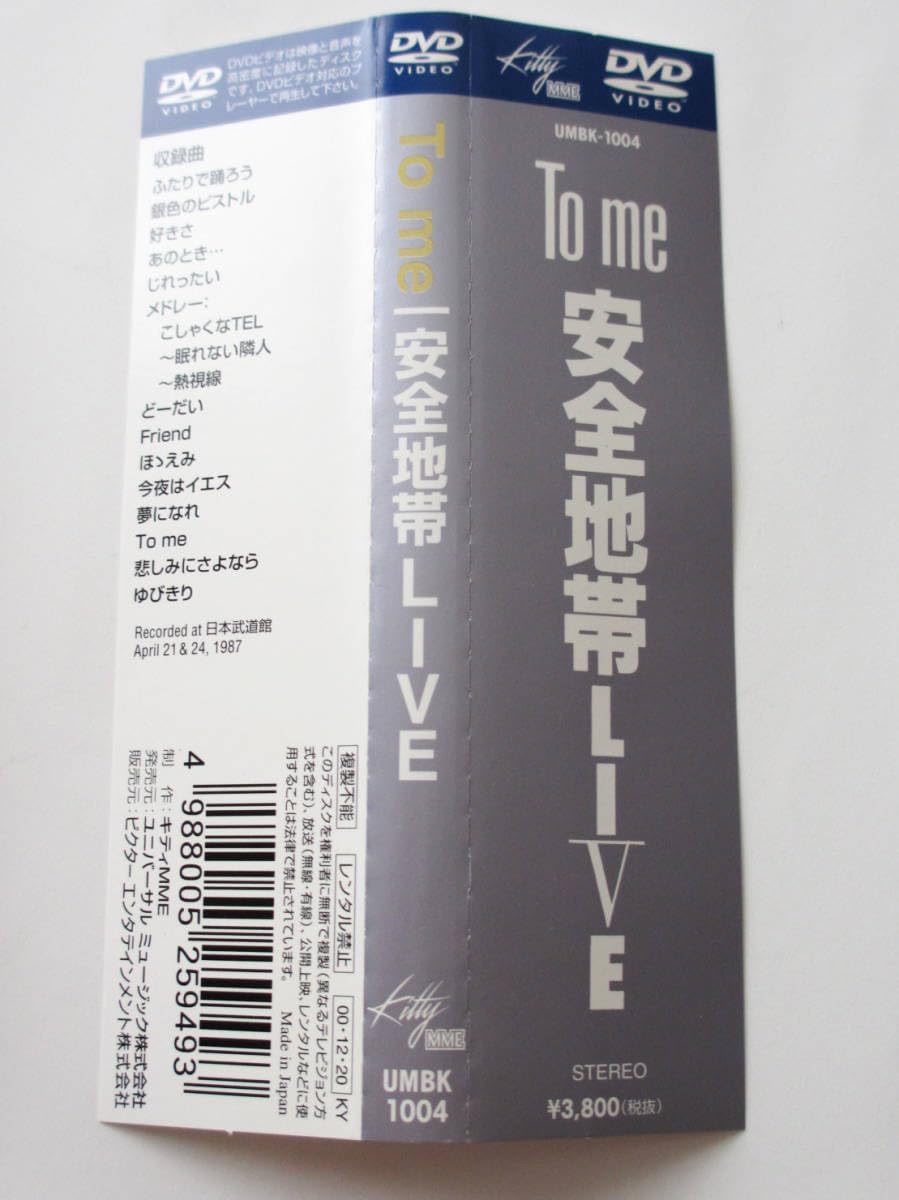 DVD
VIDEO
DVDビデオは映像と音声を
高密度に記録したディスク
です。DVDビデオ対応のプ
レーヤーで再生して下さい。
収録曲
ふたりで踊ろう
銀色のピストル
好きさ
あのとき…
じれったい
メドレー:
こしゃくなTEL
~眠れない隣人
~熱視線
どーだい
Friend
ほゝえみ
今夜はイエス
夢になれ
To me
悲しみにさよなら
ゆびきり
Recorded at 日本武道館
April 21 & 24, 1987
複製不能 レンタル禁止 00・12・20 KY
このディスクを権利者に無断で複製(異なるテレビジョン方
式を含む)、放送(無線・有線)、公開上映、レンタルなどに使
用することは法律で禁止されています。 Made in Japan
4 988005 259493
制 作:キティMME
発売元:ユニバーサル ミュージック株式会社
販売元:ビクター エンタテインメント株式会社
DVD
VIDEO
To me 安全地帯 LIVE
Kitty
MME
UMBK
1004
Kitty
MME
DVD
VIDEO
UMBK-1004
To me
安全地帯LIVE
STEREO
¥3,800(税抜)